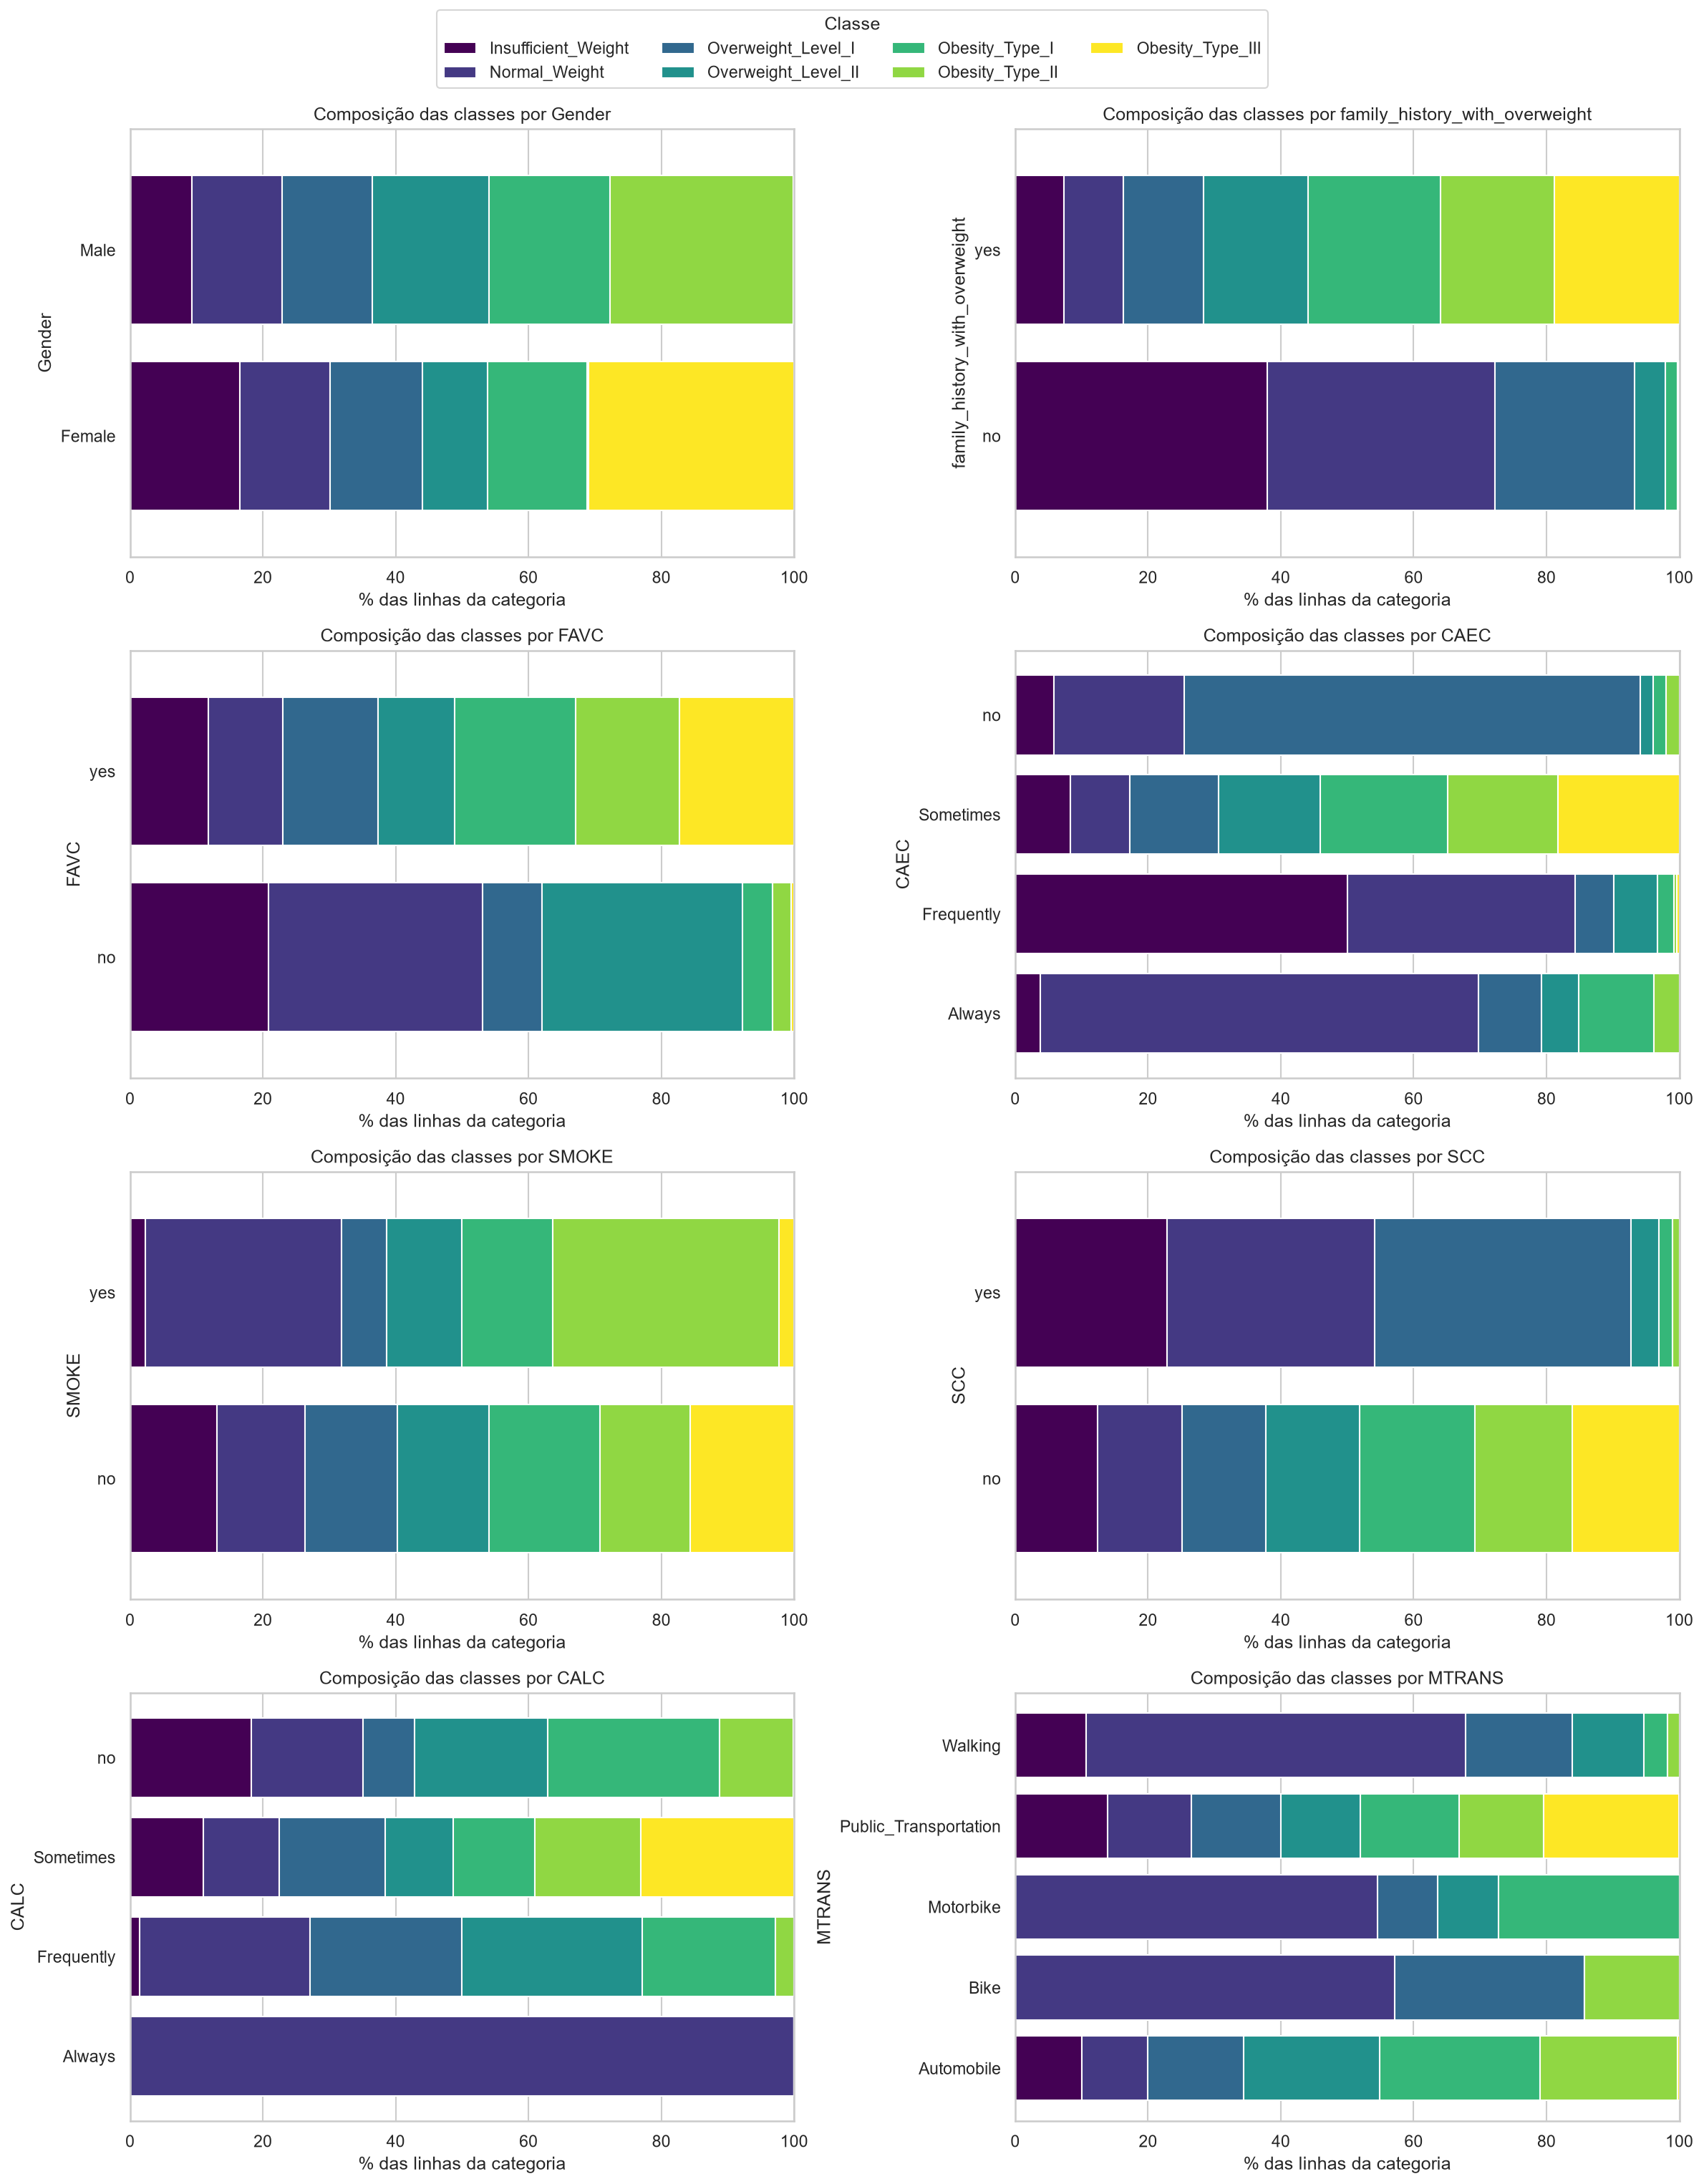 Classe
Insufficient_Weight Overweight_Level_I Obesity_Type_I Obesity_Type_III
Normal_Weight Overweight_Level_II Obesity_Type_II
Composição das classes por Gender
Gender
Male
Female
0 20 40 60 80 100
% das linhas da categoria
Composição das classes por family_history_with_overweight
family_history_with_overweight
yes
no
0 20 40 60 80 100
% das linhas da categoria
Composição das classes por FAVC
FAVC
yes
no
0 20 40 60 80 100
% das linhas da categoria
Composição das classes por CAEC
CAEC
no
Sometimes
Frequently
Always
0 20 40 60 80 100
% das linhas da categoria
Composição das classes por SMOKE
SMOKE
yes
no
0 20 40 60 80 100
% das linhas da categoria
Composição das classes por SCC
SCC
yes
no
0 20 40 60 80 100
% das linhas da categoria
Composição das classes por CALC
CALC
no
Sometimes
Frequently
Always
0 20 40 60 80 100
% das linhas da categoria
Composição das classes por MTRANS
MTRANS
Walking
Public_Transportation
Motorbike
Bike
Automobile
0 20 40 60 80 100
% das linhas da categoria